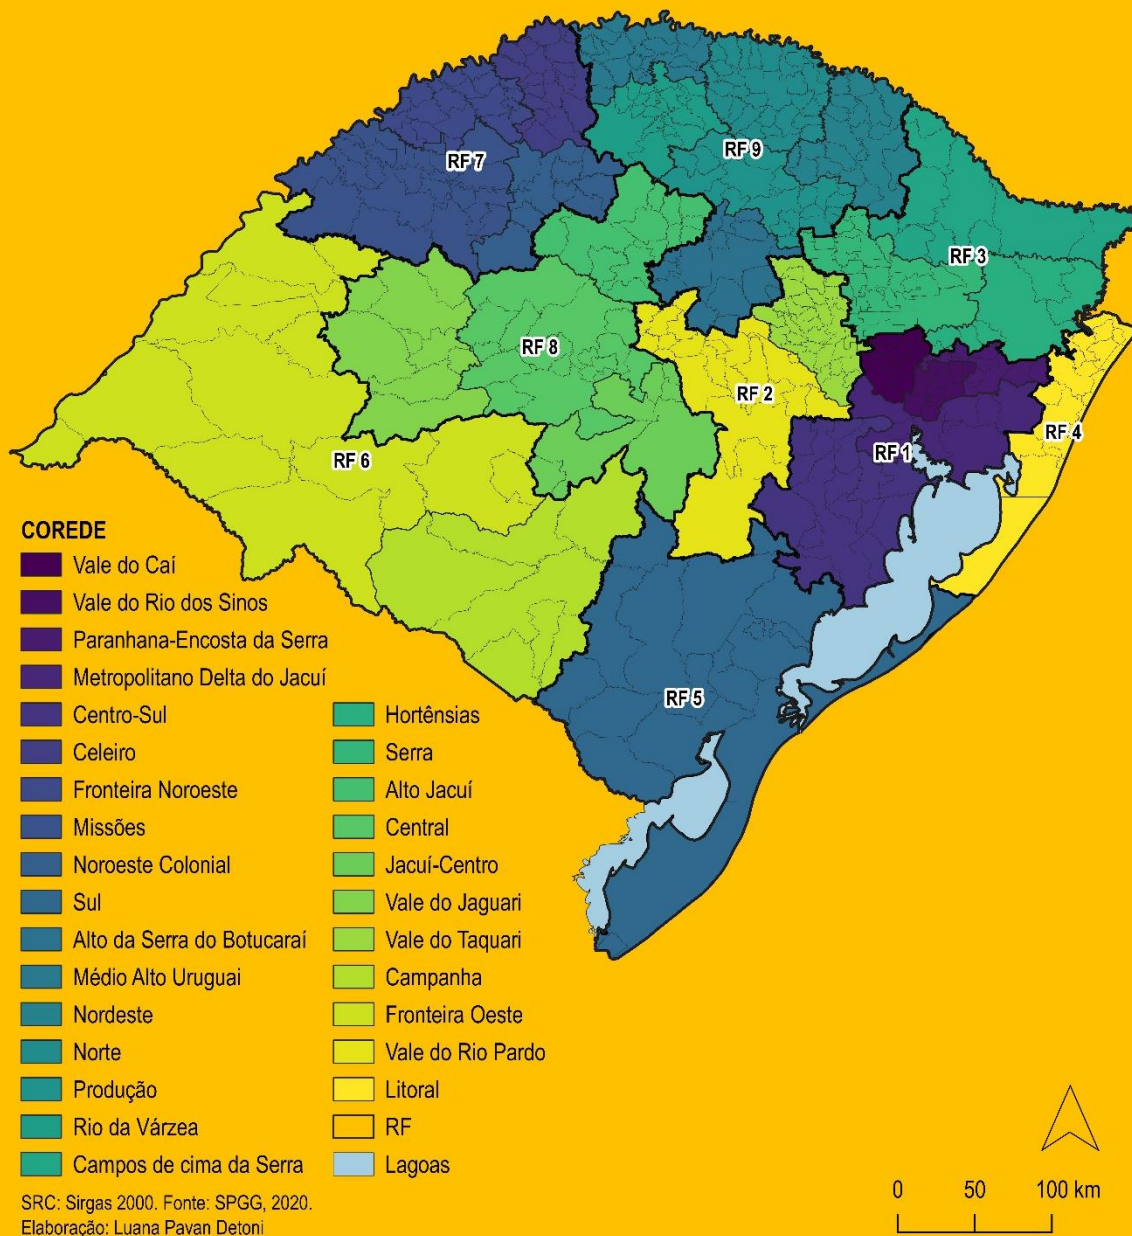 RF 7
RF 9
RF 3
RF 8
RF 2
RF 4
RF 6
RF 1
RF 5
COREDE
Vale do Caí
Vale do Rio dos Sinos
Paranhana-Encosta da Serra
Metropolitano Delta do Jacuí
Centro-Sul
Celeiro
Fronteira Noroeste
Missões
Noroeste Colonial
Sul
Alto da Serra do Botucaraí
Médio Alto Uruguai
Nordeste
Norte
Produção
Rio da Várzea
Campos de cima da Serra
Hortênsias
Serra
Alto Jacuí
Central
Jacuí-Centro
Vale do Jaguari
Vale do Taquari
Campanha
Fronteira Oeste
Vale do Rio Pardo
Litoral
RF
Lagoas
SRC: Sirgas 2000. Fonte: SPGG, 2020.
Elaboração: Luana Pavan Detoni
0 50 100 km